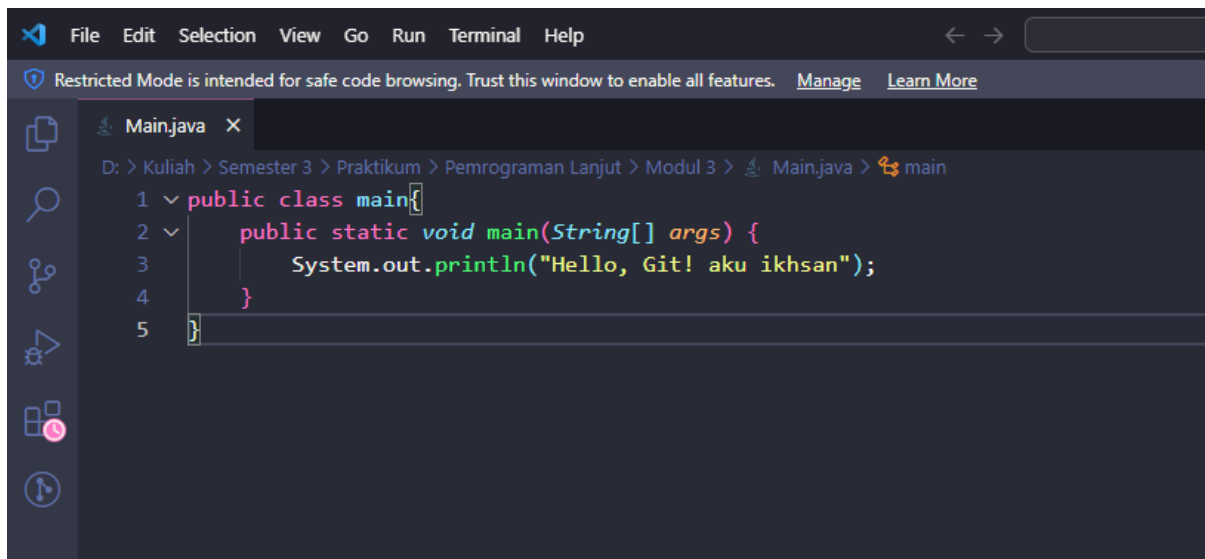 File Edit Selection View Go Run Terminal Help
Restricted Mode is intended for safe code browsing. Trust this window to enable all features. Manage Learn More
Main.java
D: > Kuliah > Semester 3 > Praktikum > Pemrograman Lanjut > Modul 3 > Main.java > main
1 public class main{
2     public static void main(String[] args) {
3         System.out.println("Hello, Git! aku ikhsan");
4     }
5 }